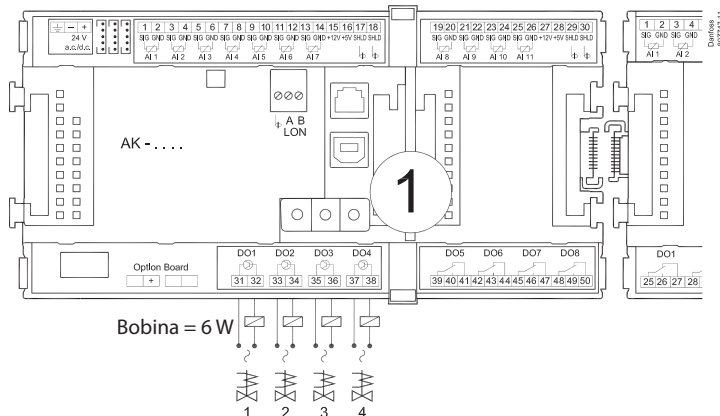 ⏚ – +
24 V
a.c./d.c.
1 2 3 4 5 6 7 8 9 10 11 12 13 14 15 16 17 18
SIG GND SIG GND SIG GND SIG GND SIG GND SIG GND SIG GND +12V +5V SHLD SHLD
AI 1 AI 2 AI 3 AI 4 AI 5 AI 6 AI 7
19 20 21 22 23 24 25 26 27 28 29 30
SIG GND SIG GND SIG GND SIG GND +12V +5V SHLD SHLD
AI 8 AI 9 AI 10 AI 11
1 2 3 4
SIG GND SIG GND
AI 1 AI 2
Danfoss
A B
LON
AK - . . . .
1
Option Board
+
DO1 DO2 DO3 DO4
31 32 33 34 35 36 37 38
DO5 DO6 DO7 DO8
39 40 41 42 43 44 45 46 47 48 49 50
DO1
25 26 27 28
Bobina = 6 W
1 2 3 4